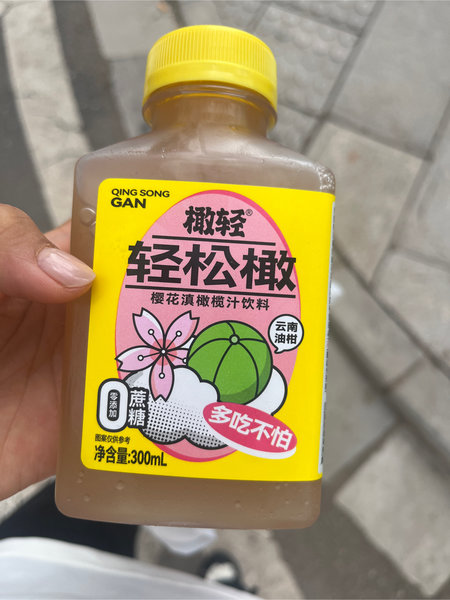 QING SONG
GAN
橄轻®
轻松橄
樱花滇橄榄汁饮料
云南
油柑
0
零添加
蔗糖
多吃不怕
图案仅供参考
净含量:300mL